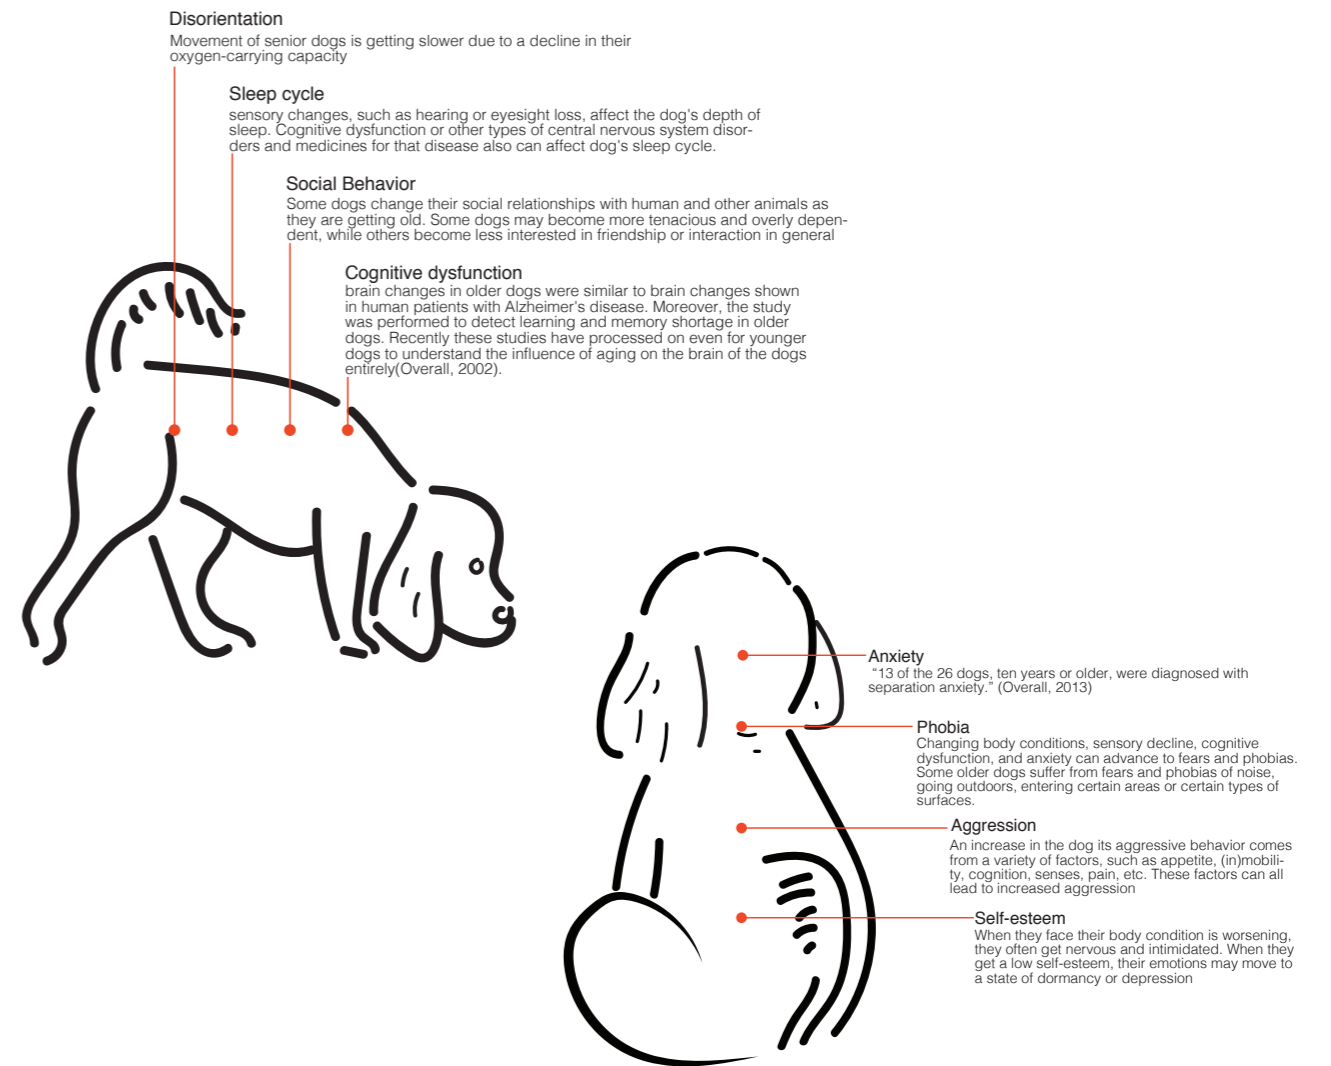 Disorientation
Movement of senior dogs is getting slower due to a decline in their
oxygen-carrying capacity
Sleep cycle
sensory changes, such as hearing or eyesight loss, affect the dog's depth of
sleep. Cognitive dysfunction or other types of central nervous system disor-
ders and medicines for that disease also can affect dog's sleep cycle.
Social Behavior
Some dogs change their social relationships with human and other animals as
they are getting old. Some dogs may become more tenacious and overly depen-
dent, while others become less interested in friendship or interaction in general
Cognitive dysfunction
brain changes in older dogs were similar to brain changes shown
in human patients with Alzheimer's disease. Moreover, the study
was performed to detect learning and memory shortage in older
dogs. Recently these studies have processed on even for younger
dogs to understand the influence of aging on the brain of the dogs
entirely(Overall, 2002).
Anxiety
“13 of the 26 dogs, ten years or older, were diagnosed with
separation anxiety.” (Overall, 2013)
Phobia
Changing body conditions, sensory decline, cognitive
dysfunction, and anxiety can advance to fears and phobias.
Some older dogs suffer from fears and phobias of noise,
going outdoors, entering certain areas or certain types of
surfaces.
Aggression
An increase in the dog its aggressive behavior comes
from a variety of factors, such as appetite, (in)mobili-
ty, cognition, senses, pain, etc. These factors can all
lead to increased aggression
Self-esteem
When they face their body condition is worsening,
they often get nervous and intimidated. When they
get a low self-esteem, their emotions may move to
a state of dormancy or depression